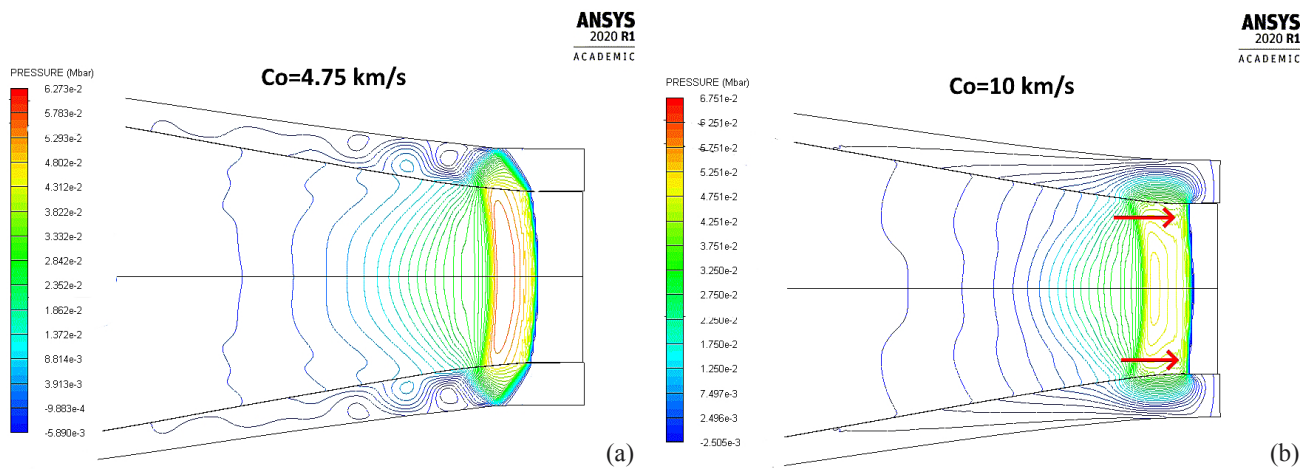 ANSYS
2020 R1
ACADEMIC
Co=4.75 km/s
PRESSURE (Mbar)
6.273e-2
5.783e-2
5.293e-2
4.802e-2
4.312e-2
3.822e-2
3.332e-2
2.842e-2
2.352e-2
1.862e-2
1.372e-2
8.814e-3
3.913e-3
-9.883e-4
-5.890e-3
(a)
ANSYS
2020 R1
ACADEMIC
Co=10 km/s
PRESSURE (Mbar)
6.751e-2
6.251e-2
5.751e-2
5.251e-2
4.751e-2
4.251e-2
3.751e-2
3.250e-2
2.750e-2
2.250e-2
1.750e-2
1.250e-2
7.497e-3
2.496e-3
-2.505e-3
(b)